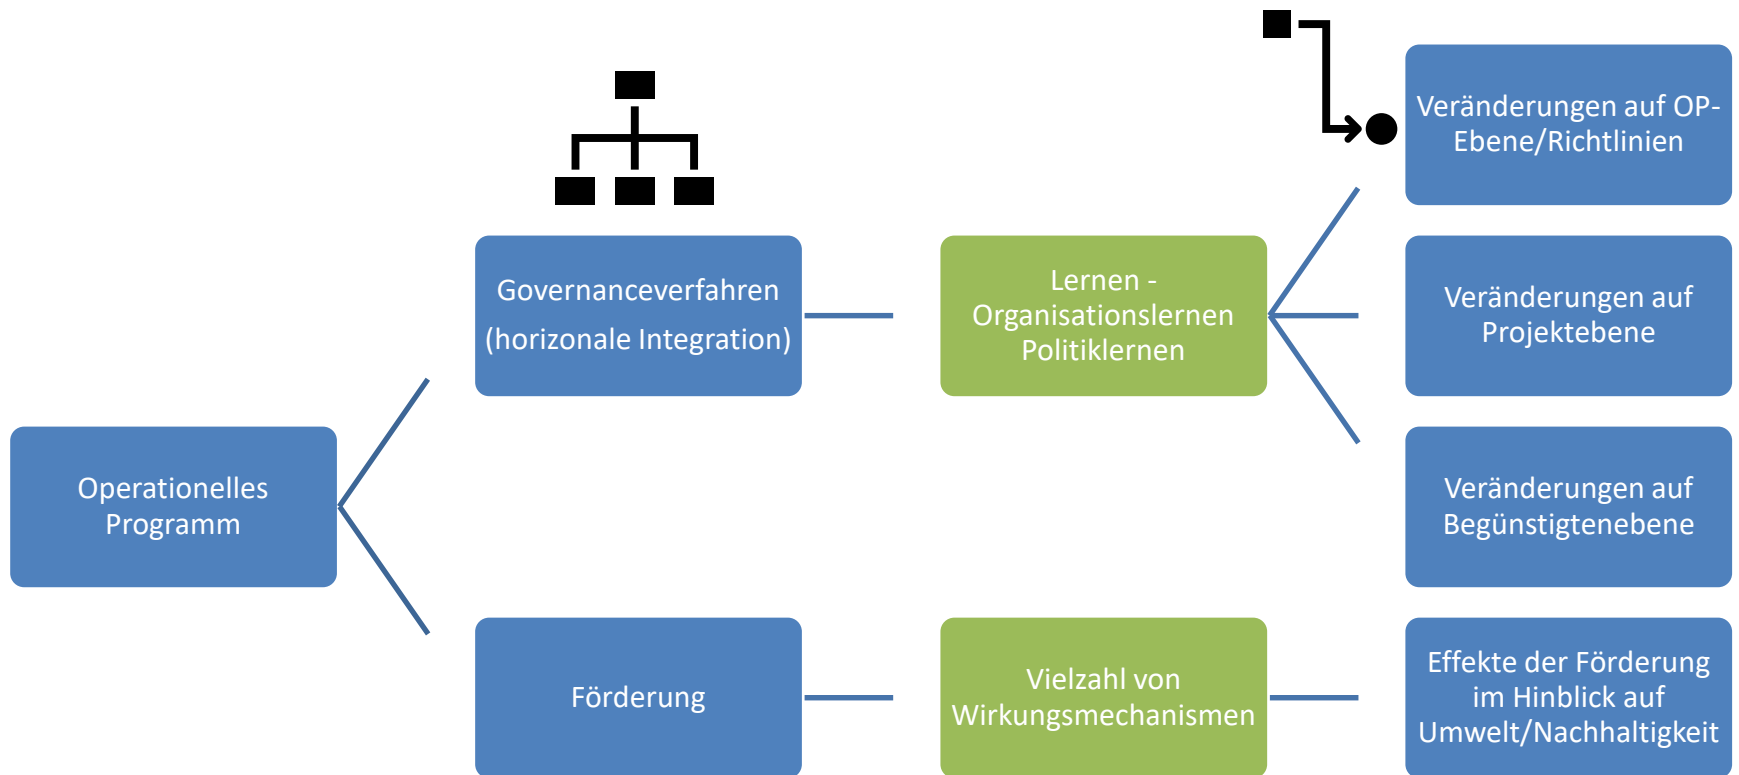 Operationelles
Programm
Governanceverfahren
(horizonale Integration)
Förderung
Lernen -
Organisationslernen
Politiklernen
Vielzahl von
Wirkungsmechanismen
Veränderungen auf OP-
Ebene/Richtlinien
Veränderungen auf
Projektebene
Veränderungen auf
Begünstigtenebene
Effekte der Förderung
im Hinblick auf
Umwelt/Nachhaltigkeit